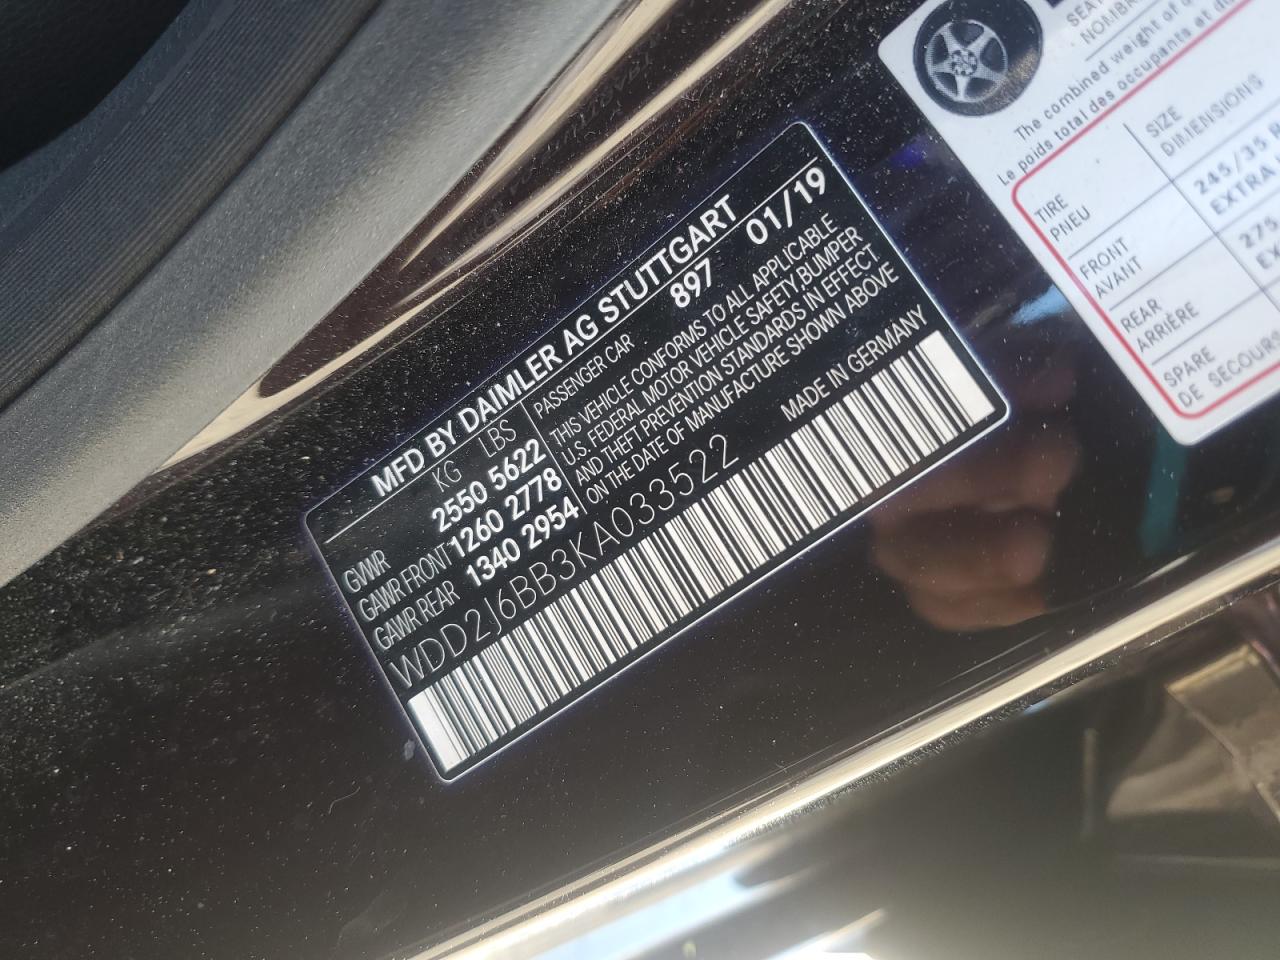 MFD BY DAIMLER AG STUTTGART
KG LBS
GVWR 2550 5622
GAWR FRONT 1260 2778
GAWR REAR 1340 2954
PASSENGER CAR 897 01/19
THIS VEHICLE CONFORMS TO ALL APPLICABLE
U.S. FEDERAL MOTOR VEHICLE SAFETY,BUMPER
AND THEFT PREVENTION STANDARDS IN EFFECT
ON THE DATE OF MANUFACTURE SHOWN ABOVE
WDD2J6BB3KA033522
MADE IN GERMANY
The combined weight of
Le poids total des occupants et
TIRE
PNEU
SIZE
DIMENSIONS
FRONT
AVANT
245/35
EXTRA
REAR
ARRIÈRE
275
SPARE
DE SECOURS